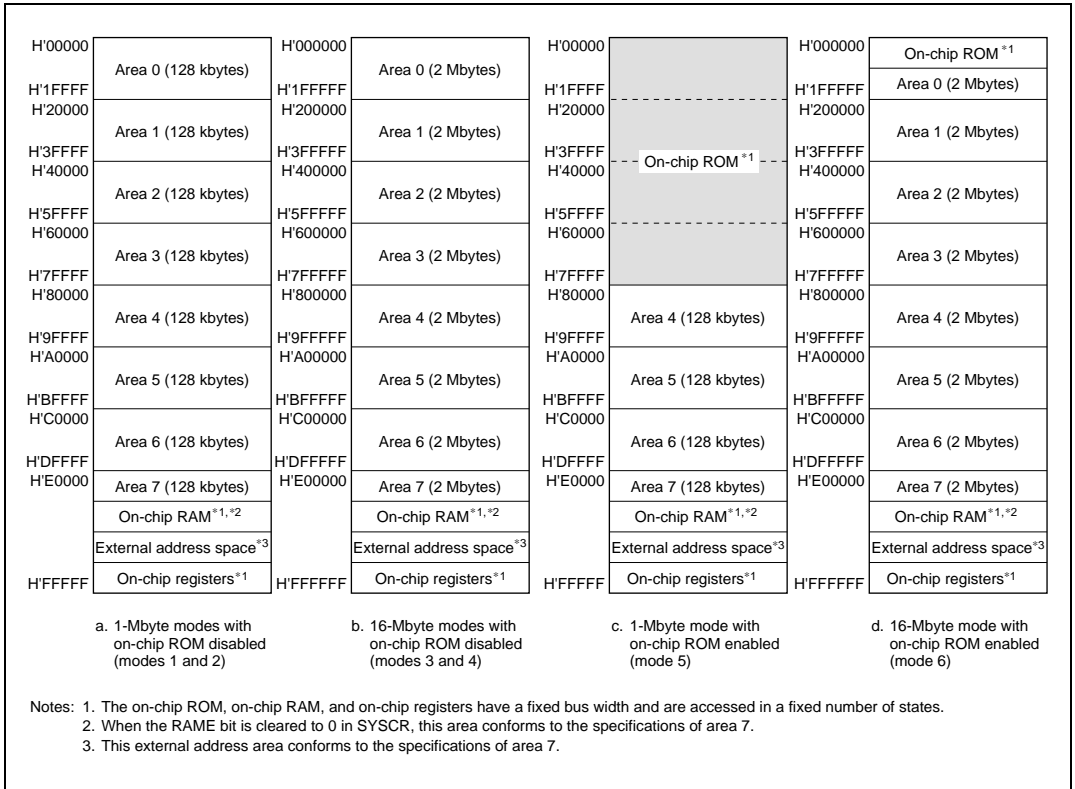 H'00000
Area 0 (128 kbytes)
H'1FFFF
H'20000
Area 1 (128 kbytes)
H'3FFFF
H'40000
Area 2 (128 kbytes)
H'5FFFF
H'60000
Area 3 (128 kbytes)
H'7FFFF
H'80000
Area 4 (128 kbytes)
H'9FFFF
H'A0000
Area 5 (128 kbytes)
H'BFFFF
H'C0000
Area 6 (128 kbytes)
H'DFFFF
H'E0000
Area 7 (128 kbytes)
On-chip RAM*1,*2
External address space*3
On-chip registers*1
H'FFFFF
a. 1-Mbyte modes with
on-chip ROM disabled
(modes 1 and 2)
H'000000
Area 0 (2 Mbytes)
H'1FFFFF
H'200000
Area 1 (2 Mbytes)
H'3FFFFF
H'400000
Area 2 (2 Mbytes)
H'5FFFFF
H'600000
Area 3 (2 Mbytes)
H'7FFFFF
H'800000
Area 4 (2 Mbytes)
H'9FFFFF
H'A00000
Area 5 (2 Mbytes)
H'BFFFFF
H'C00000
Area 6 (2 Mbytes)
H'DFFFFF
H'E00000
Area 7 (2 Mbytes)
On-chip RAM*1,*2
External address space*3
On-chip registers*1
H'FFFFFF
b. 16-Mbyte modes with
on-chip ROM disabled
(modes 3 and 4)
H'00000
H'1FFFF
H'20000
H'3FFFF
On-chip ROM*1
H'40000
H'5FFFF
H'60000
H'7FFFF
H'80000
Area 4 (128 kbytes)
H'9FFFF
H'A0000
Area 5 (128 kbytes)
H'BFFFF
H'C0000
Area 6 (128 kbytes)
H'DFFFF
H'E0000
Area 7 (128 kbytes)
On-chip RAM*1,*2
External address space*3
On-chip registers*1
H'FFFFF
c. 1-Mbyte mode with
on-chip ROM enabled
(mode 5)
H'000000
On-chip ROM*1
Area 0 (2 Mbytes)
H'1FFFFF
H'200000
Area 1 (2 Mbytes)
H'3FFFFF
H'400000
Area 2 (2 Mbytes)
H'5FFFFF
H'600000
Area 3 (2 Mbytes)
H'7FFFFF
H'800000
Area 4 (2 Mbytes)
H'9FFFFF
H'A00000
Area 5 (2 Mbytes)
H'BFFFFF
H'C00000
Area 6 (2 Mbytes)
H'DFFFFF
H'E00000
Area 7 (2 Mbytes)
On-chip RAM*1,*2
External address space*3
On-chip registers*1
H'FFFFFF
d. 16-Mbyte mode with
on-chip ROM enabled
(mode 6)
Notes: 1. The on-chip ROM, on-chip RAM, and on-chip registers have a fixed bus width and are accessed in a fixed number of states.
2. When the RAME bit is cleared to 0 in SYSCR, this area conforms to the specifications of area 7.
3. This external address area conforms to the specifications of area 7.